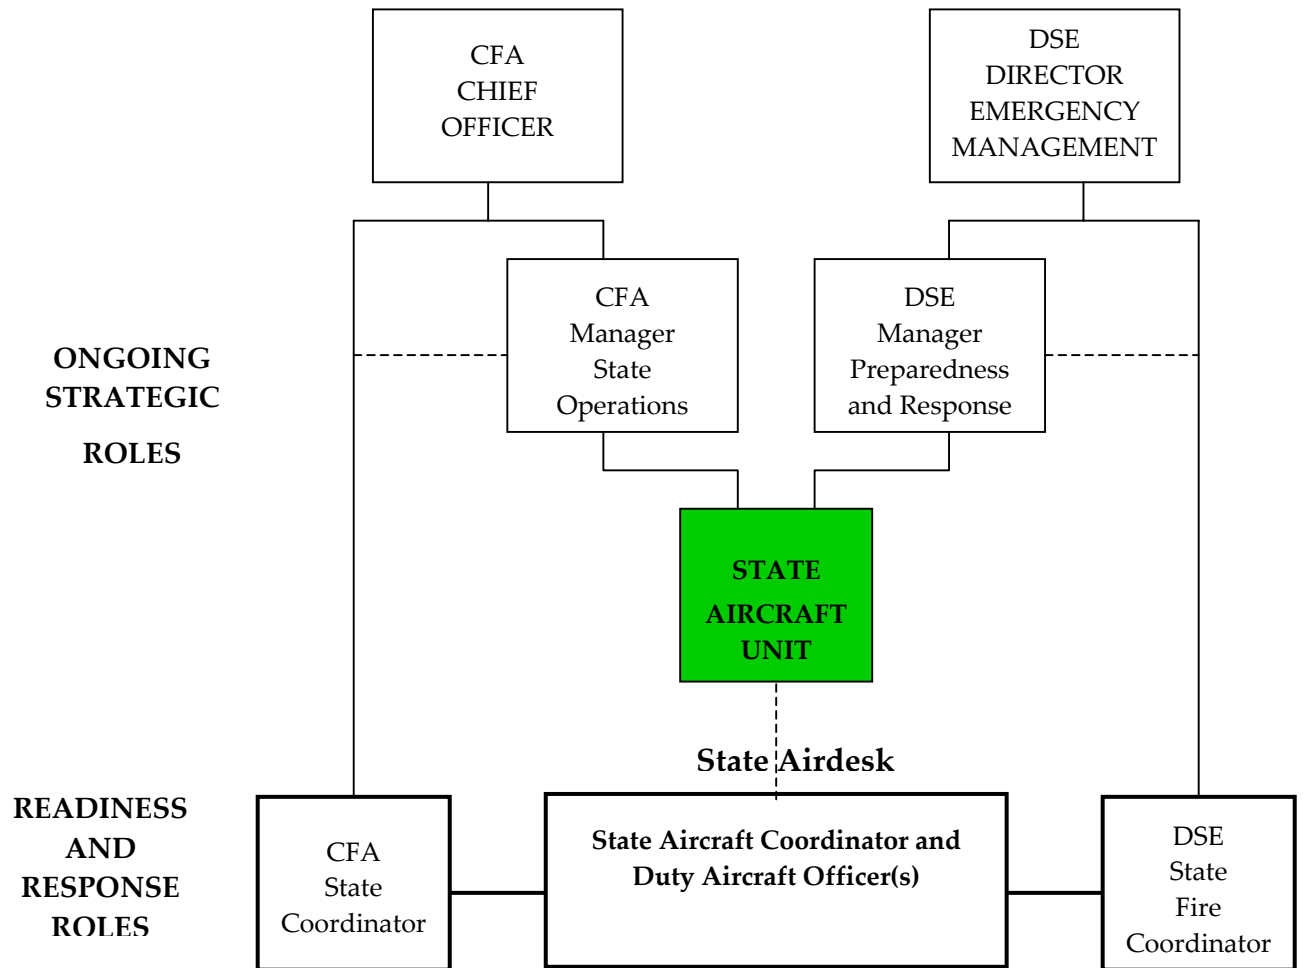 CFA
CHIEF
OFFICER
DSE
DIRECTOR
EMERGENCY
MANAGEMENT
ONGOING
STRATEGIC
ROLES
CFA
Manager
State
Operations
DSE
Manager
Preparedness
and Response
STATE
AIRCRAFT
UNIT
State Airdesk
READINESS
AND
RESPONSE
ROLES
CFA
State
Coordinator
State Aircraft Coordinator and
Duty Aircraft Officer(s)
DSE
State
Fire
Coordinator